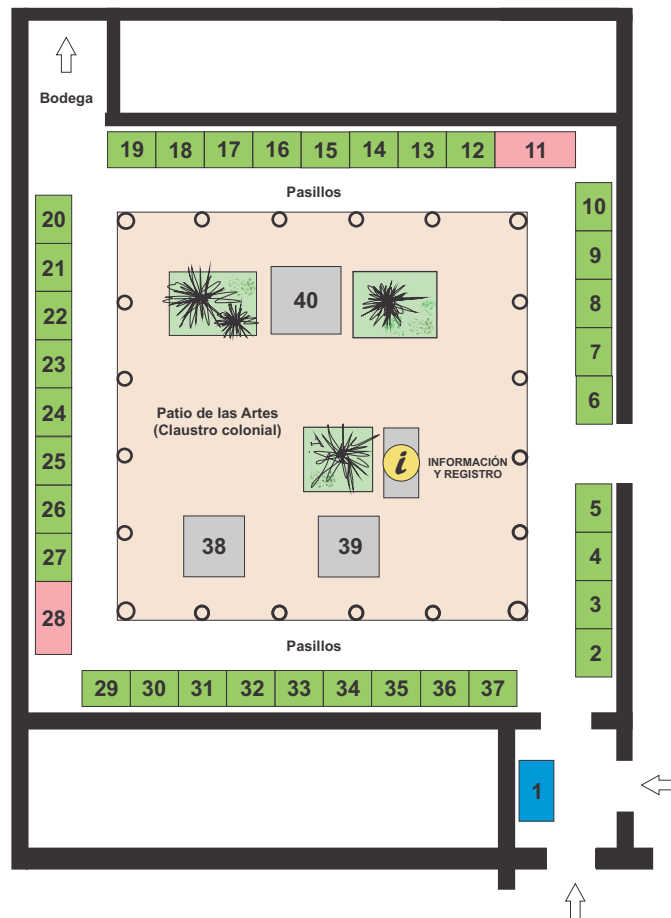 Bodega
19 18 17 16 15 14 13 12 11
Pasillos
10
9
8
7
6
20
21
22
23
24
25
26
27
28
40
Patio de las Artes
(Claustro colonial)
i
INFORMACIÓN
Y REGISTRO
38 39
5
4
3
2
Pasillos
29 30 31 32 33 34 35 36 37
1